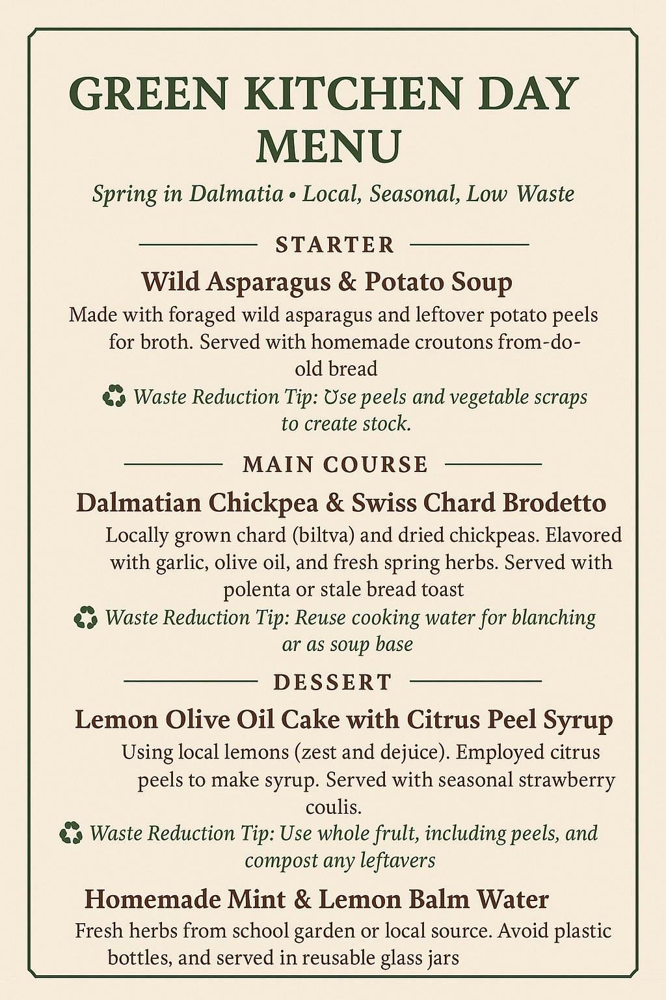 GREEN KITCHEN DAY
MENU
Spring in Dalmatia • Local, Seasonal, Low Waste
STARTER
Wild Asparagus & Potato Soup
Made with foraged wild asparagus and leftover potato peels
for broth. Served with homemade croutons from-do-
old bread
♻ Waste Reduction Tip: Use peels and vegetable scraps
to create stock.
MAIN COURSE
Dalmatian Chickpea & Swiss Chard Brodetto
Locally grown chard (biltva) and dried chickpeas. Elavored
with garlic, olive oil, and fresh spring herbs. Served with
polenta or stale bread toast
♻ Waste Reduction Tip: Reuse cooking water for blanching
ar as soup base
DESSERT
Lemon Olive Oil Cake with Citrus Peel Syrup
Using local lemons (zest and dejuce). Employed citrus
peels to make syrup. Served with seasonal strawberry
coulis.
♻ Waste Reduction Tip: Use whole frult, including peels, and
compost any leftavers
Homemade Mint & Lemon Balm Water
Fresh herbs from school garden or local source. Avoid plastic
bottles, and served in reusable glass jars